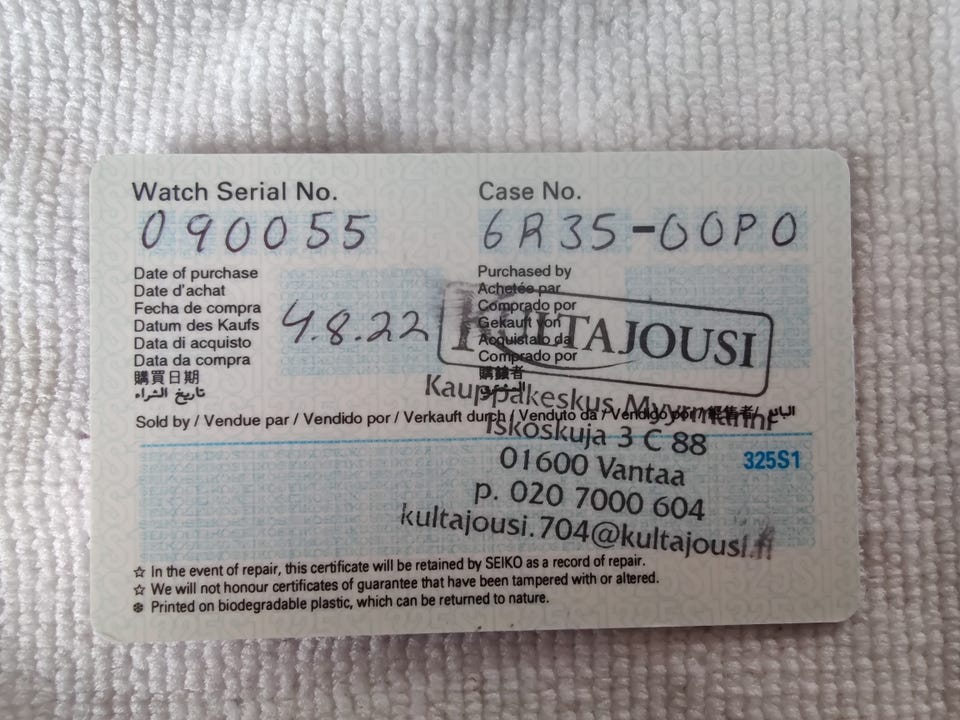 Watch Serial No.
090055
Case No.
6R35-00P0
Date of purchase
Date d'achat
Fecha de compra
Datum des Kaufs
Data di acquisto
Data da compra
購買日期
تاريخ الشراء
4.8.22
Purchased by
Achetée par
Comprado por
Gekauft von
Acquistato da
Comprado por
購買者
KULTAJOUSI
Kauppakeskus Myyrmanni
Iskoskuja 3 C 88
01600 Vantaa
p. 020 7000 604
kultajousi.704@kultajousi.fi
Sold by / Vendue par / Vendido por / Verkauft durch / Venduto da / Vendido por / 經售者 / البائع
325S1
☆ In the event of repair, this certificate will be retained by SEIKO as a record of repair.
☆ We will not honour certificates of guarantee that have been tampered with or altered.
❄ Printed on biodegradable plastic, which can be returned to nature.